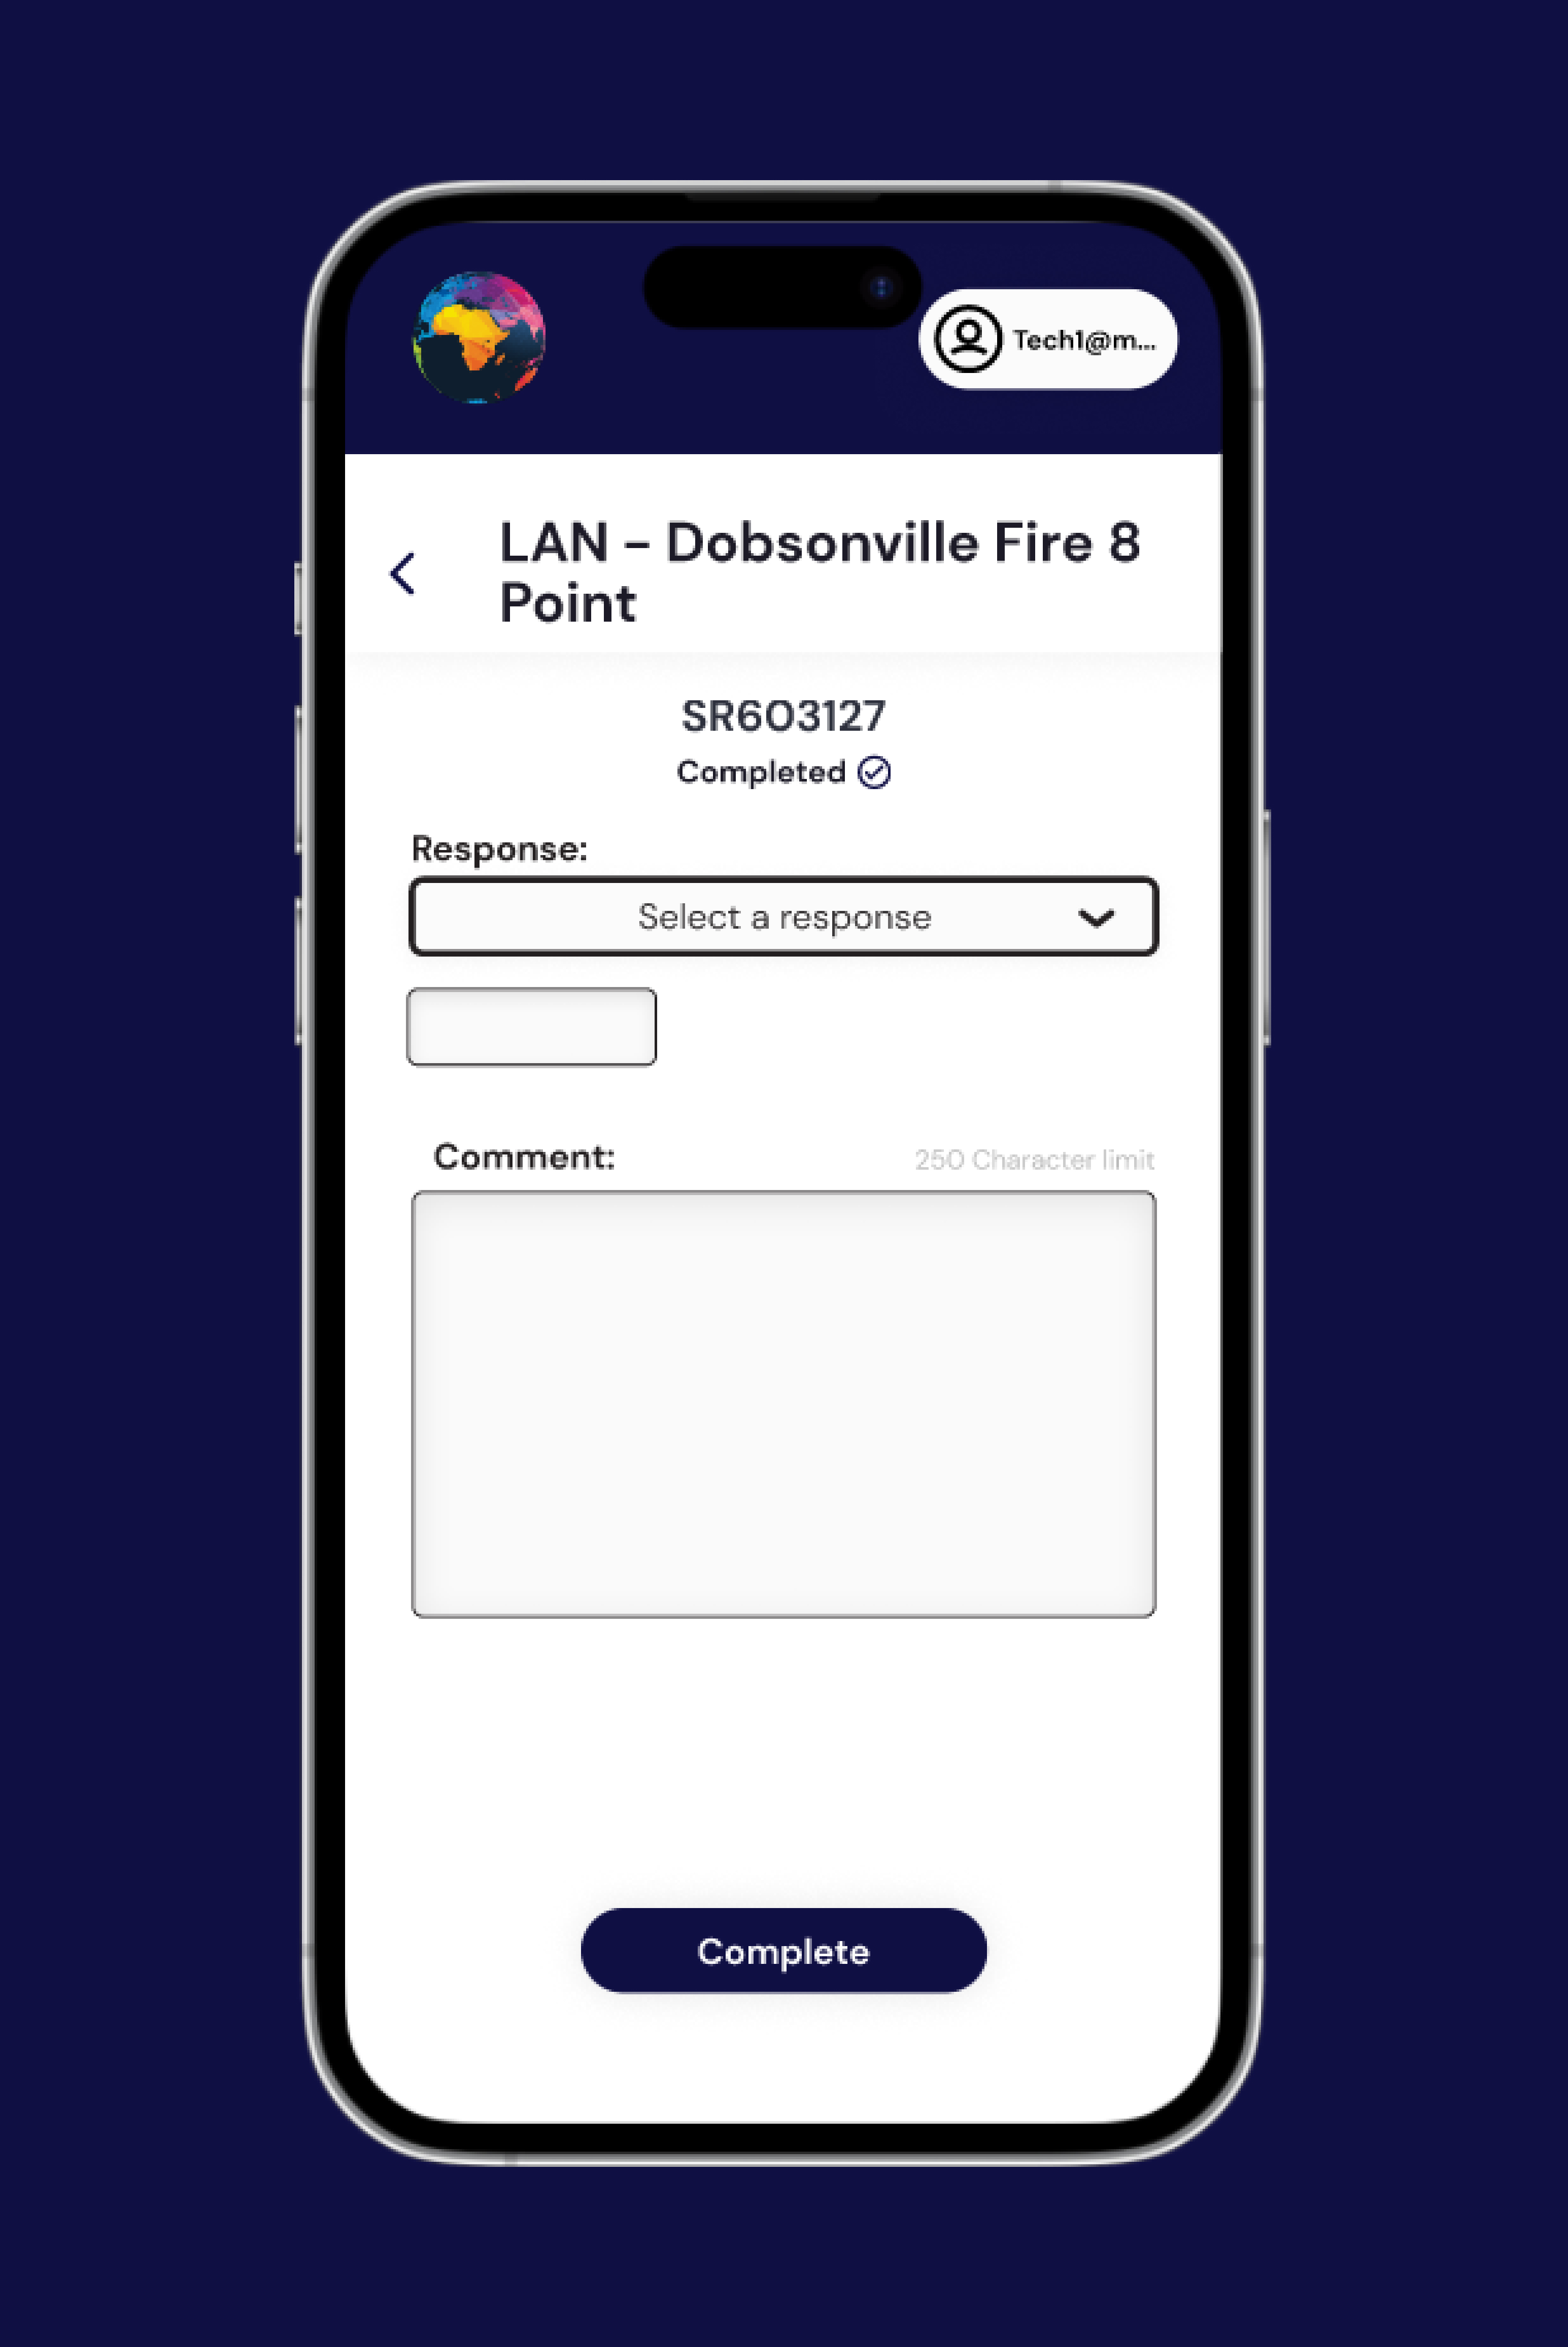 Tech1@m...
LAN - Dobsonville Fire 8
Point
SR603127
Completed
Response:
Select a response
Comment:
250 Character limit
Complete